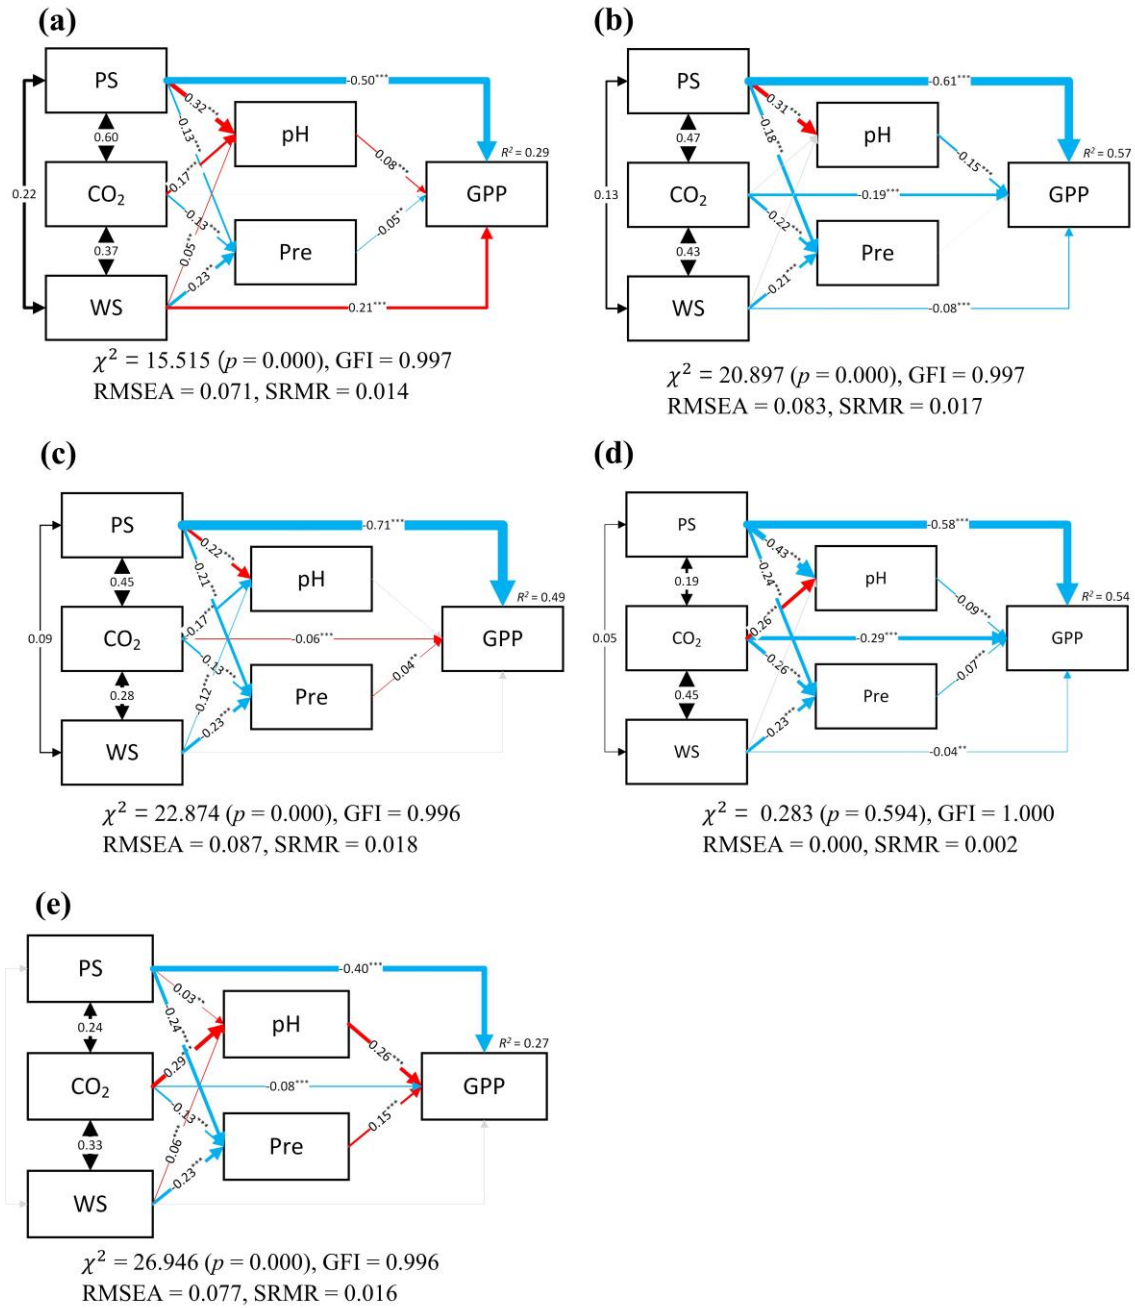 (a)
PS
-0.50***
0.32***
0.13***
pH
0.60
R² = 0.29
0.08***
0.22
CO₂
0.17***
GPP
-0.13***
-0.05**
0.37
0.05**
Pre
-0.23**
WS
0.21***
χ² = 15.515 (p = 0.000), GFI = 0.997
RMSEA = 0.071, SRMR = 0.014
(b)
PS
-0.61***
0.31***
-0.18***
pH
0.47
R² = 0.57
-0.15***
0.13
CO₂
-0.19***
GPP
-0.22***
0.43
Pre
-0.21***
WS
-0.08***
χ² = 20.897 (p = 0.000), GFI = 0.997
RMSEA = 0.083, SRMR = 0.017
(c)
PS
-0.71***
0.22***
-0.21***
pH
0.45
R² = 0.49
-0.17***
0.09
CO₂
-0.06***
GPP
-0.13***
0.04**
0.28
-0.12***
Pre
-0.23***
WS
χ² = 22.874 (p = 0.000), GFI = 0.996
RMSEA = 0.087, SRMR = 0.018
(d)
PS
-0.58***
-0.43***
-0.24***
pH
0.19
R² = 0.54
-0.09***
0.26***
0.05
CO₂
-0.29***
GPP
-0.26***
-0.07***
0.45
Pre
-0.23***
WS
-0.04**
χ² = 0.283 (p = 0.594), GFI = 1.000
RMSEA = 0.000, SRMR = 0.002
(e)
PS
-0.40***
0.03**
-0.24***
pH
0.24
R² = 0.27
0.26***
0.29***
CO₂
-0.08***
GPP
-0.13***
0.15***
0.33
0.06***
Pre
-0.23***
WS
χ² = 26.946 (p = 0.000), GFI = 0.996
RMSEA = 0.077, SRMR = 0.016